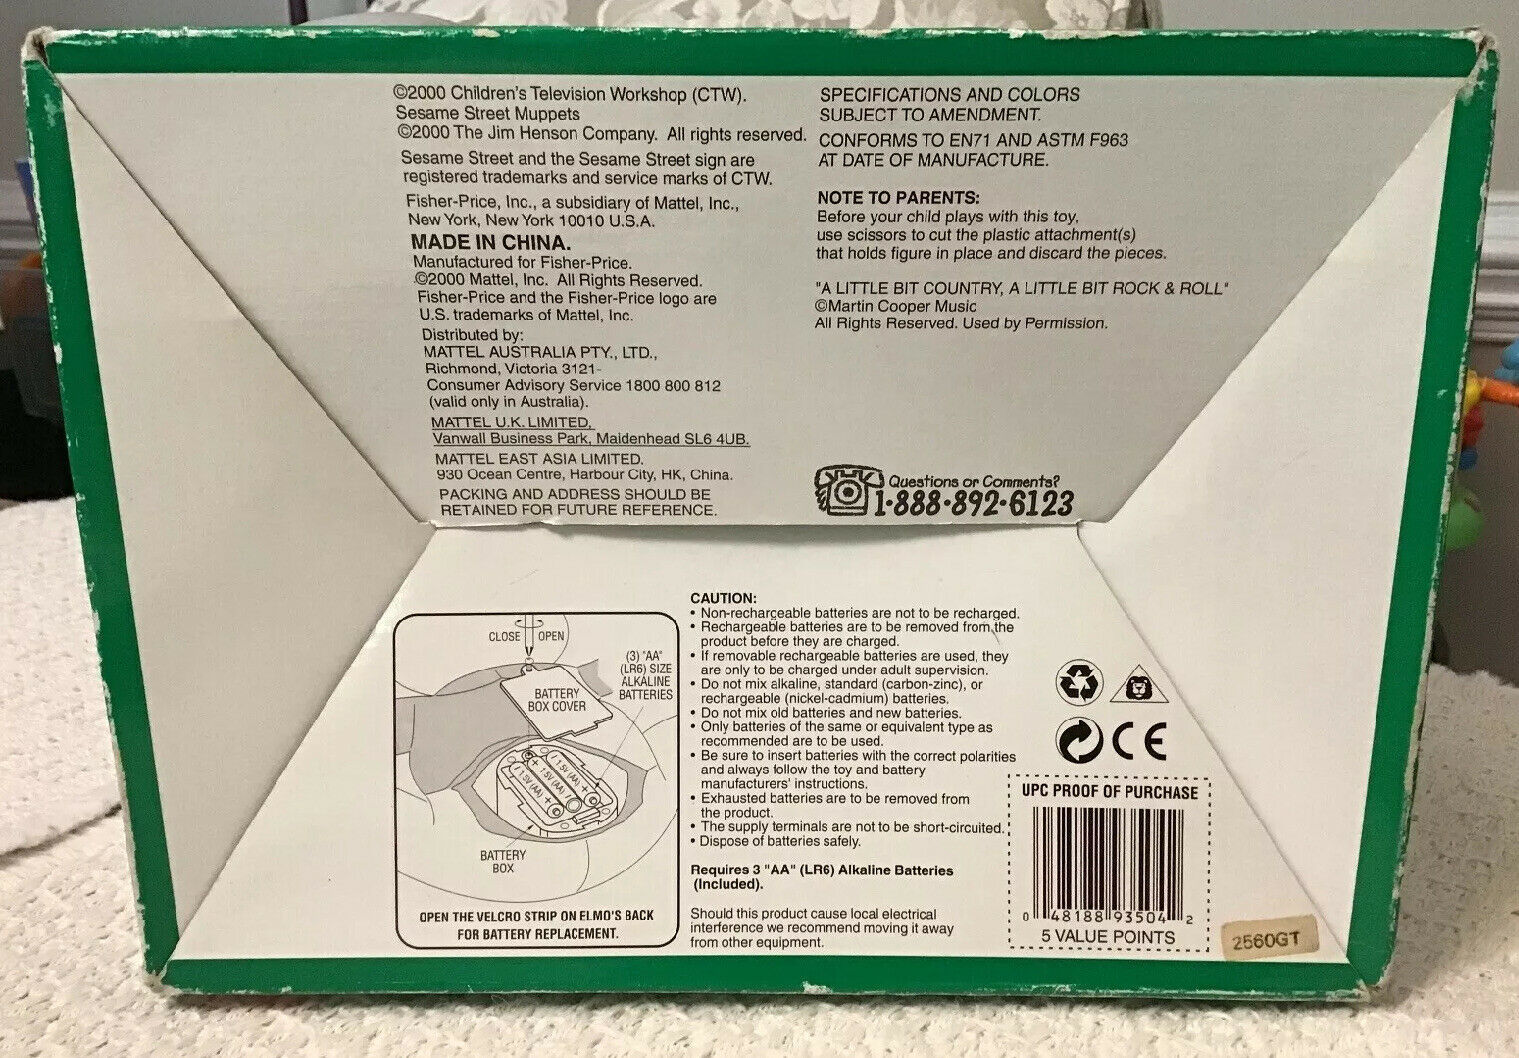 ©2000 Children's Television Workshop (CTW).
Sesame Street Muppets
©2000 The Jim Henson Company. All rights reserved.
Sesame Street and the Sesame Street sign are
registered trademarks and service marks of CTW.
Fisher-Price, Inc., a subsidiary of Mattel, Inc.,
New York, New York 10010 U.S.A.
MADE IN CHINA.
Manufactured for Fisher-Price.
©2000 Mattel, Inc. All Rights Reserved.
Fisher-Price and the Fisher-Price logo are
U.S. trademarks of Mattel, Inc.
Distributed by:
MATTEL AUSTRALIA PTY., LTD.,
Richmond, Victoria 3121-
Consumer Advisory Service 1800 800 812
(valid only in Australia).
MATTEL U.K. LIMITED,
Vanwall Business Park, Maidenhead SL6 4UB.
MATTEL EAST ASIA LIMITED.
930 Ocean Centre, Harbour City, HK, China.
PACKING AND ADDRESS SHOULD BE
RETAINED FOR FUTURE REFERENCE.
SPECIFICATIONS AND COLORS
SUBJECT TO AMENDMENT.
CONFORMS TO EN71 AND ASTM F963
AT DATE OF MANUFACTURE.
NOTE TO PARENTS:
Before your child plays with this toy,
use scissors to cut the plastic attachment(s)
that holds figure in place and discard the pieces.
"A LITTLE BIT COUNTRY, A LITTLE BIT ROCK & ROLL"
©Martin Cooper Music
All Rights Reserved. Used by Permission.
Questions or Comments?
1-888-892-6123
CLOSE OPEN
(3) "AA"
(LR6) SIZE
ALKALINE
BATTERIES
BATTERY
BOX COVER
1.5V (AA) +
+ 1.5V (AA)
1.5V (AA) +
BATTERY
BOX
OPEN THE VELCRO STRIP ON ELMO'S BACK
FOR BATTERY REPLACEMENT.
CAUTION:
• Non-rechargeable batteries are not to be recharged.
• Rechargeable batteries are to be removed from the
product before they are charged.
• If removable rechargeable batteries are used, they
are only to be charged under adult supervision.
• Do not mix alkaline, standard (carbon-zinc), or
rechargeable (nickel-cadmium) batteries.
• Do not mix old batteries and new batteries.
• Only batteries of the same or equivalent type as
recommended are to be used.
• Be sure to insert batteries with the correct polarities
and always follow the toy and battery
manufacturers' instructions.
• Exhausted batteries are to be removed from
the product.
• The supply terminals are not to be short-circuited.
• Dispose of batteries safely.
Requires 3 "AA" (LR6) Alkaline Batteries
(Included).
Should this product cause local electrical
interference we recommend moving it away
from other equipment.
CE
UPC PROOF OF PURCHASE
0 48188 93504 2
5 VALUE POINTS
2560GT